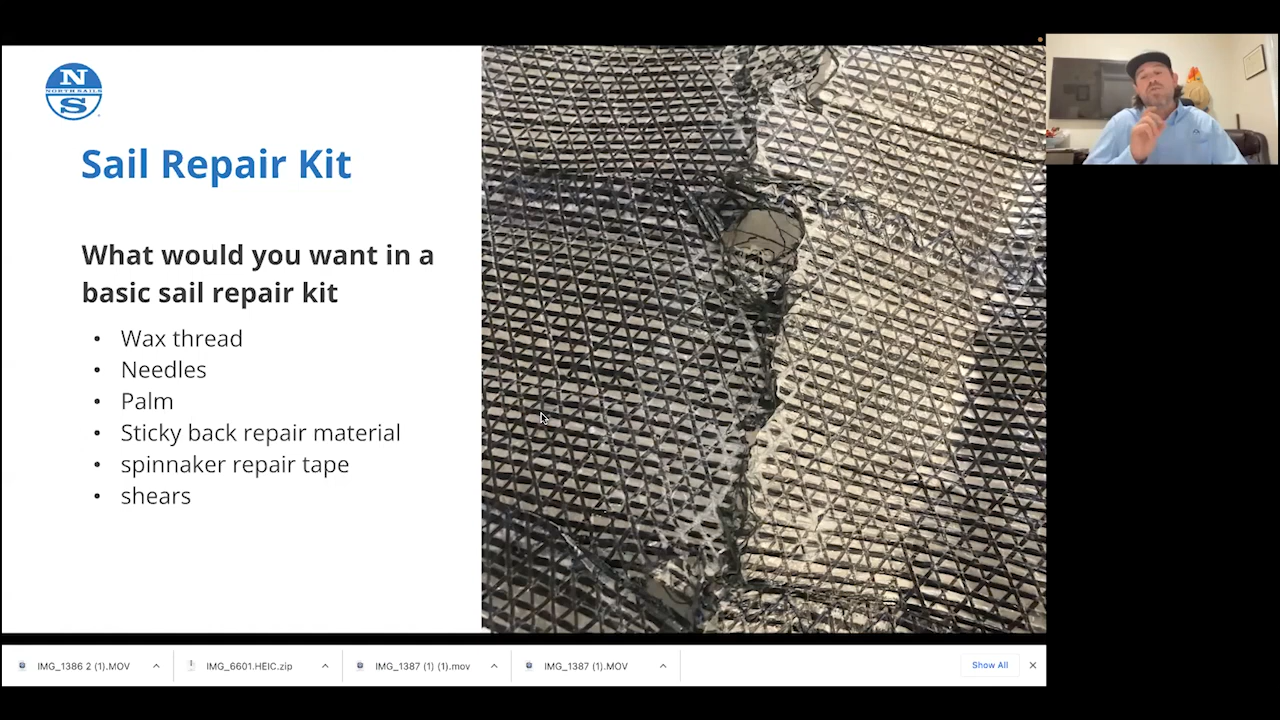 N
NORTH SAILS
S
Sail Repair Kit
What would you want in a
basic sail repair kit
• Wax thread
• Needles
• Palm
• Sticky back repair material
• spinnaker repair tape
• shears
IMG_1386 2 (1).MOV
IMG_6601.HEIC.zip
IMG_1387 (1) (1).mov
IMG_1387 (1).MOV
Show All